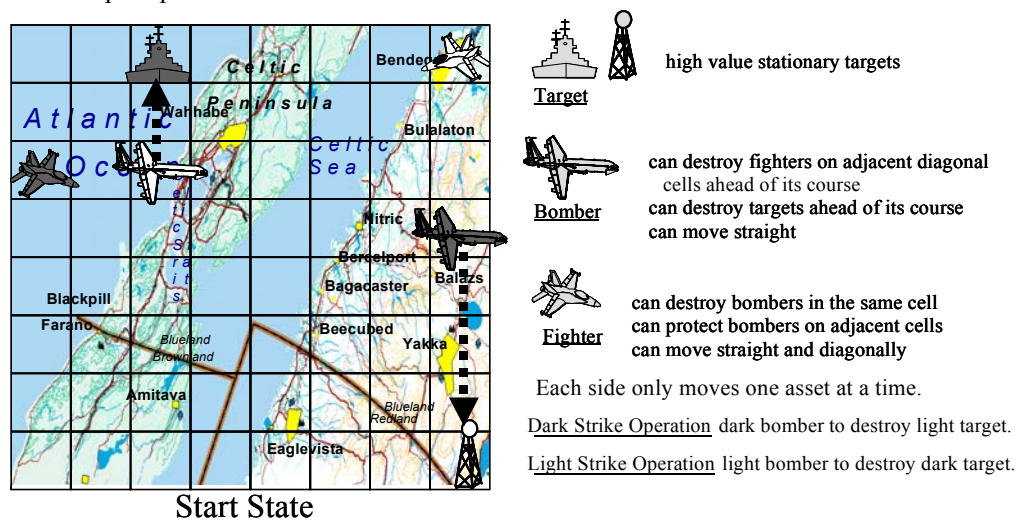 Bende
Celtic
Peninsula
Wahhabe
Atlantic
Bulalaton
Celtic
Sea
Nitric
Bercelport
Balazs
Bagacaster
Blackpill
Farano
Beecubed
Yakka
Blueland
Brownland
Amitava
Blueland
Redland
Eaglevista
Start State
high value stationary targets
Target
can destroy fighters on adjacent diagonal
cells ahead of its course
can destroy targets ahead of its course
can move straight
Bomber
can destroy bombers in the same cell
can protect bombers on adjacent cells
can move straight and diagonally
Fighter
Each side only moves one asset at a time.
Dark Strike Operation dark bomber to destroy light target.
Light Strike Operation light bomber to destroy dark target.